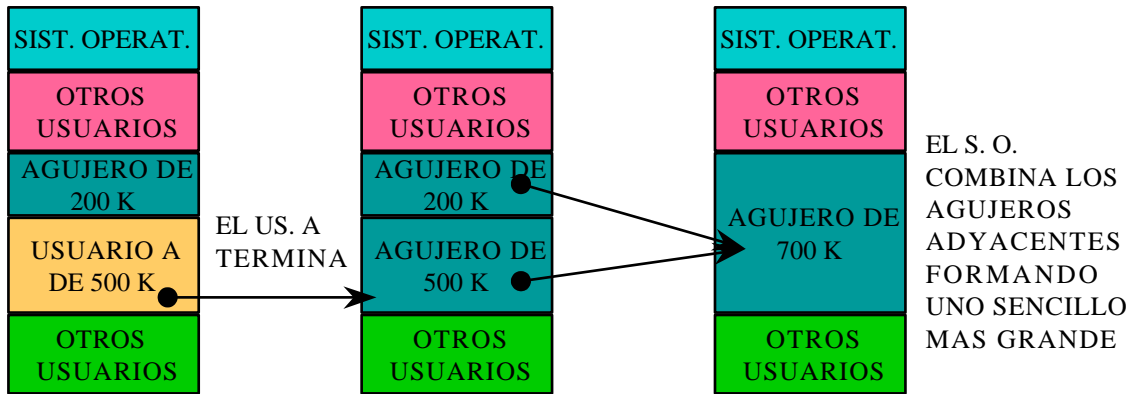 SIST. OPERAT.
OTROS
USUARIOS
AGUJERO DE
200 K
USUARIO A
DE 500 K
OTROS
USUARIOS
EL US. A
TERMINA
SIST. OPERAT.
OTROS
USUARIOS
AGUJERO DE
200 K
AGUJERO DE
500 K
OTROS
USUARIOS
SIST. OPERAT.
OTROS
USUARIOS
AGUJERO DE
700 K
OTROS
USUARIOS
EL S. O.
COMBINA LOS
AGUJEROS
ADYACENTES
FORMANDO
UNO SENCILLO
MAS GRANDE